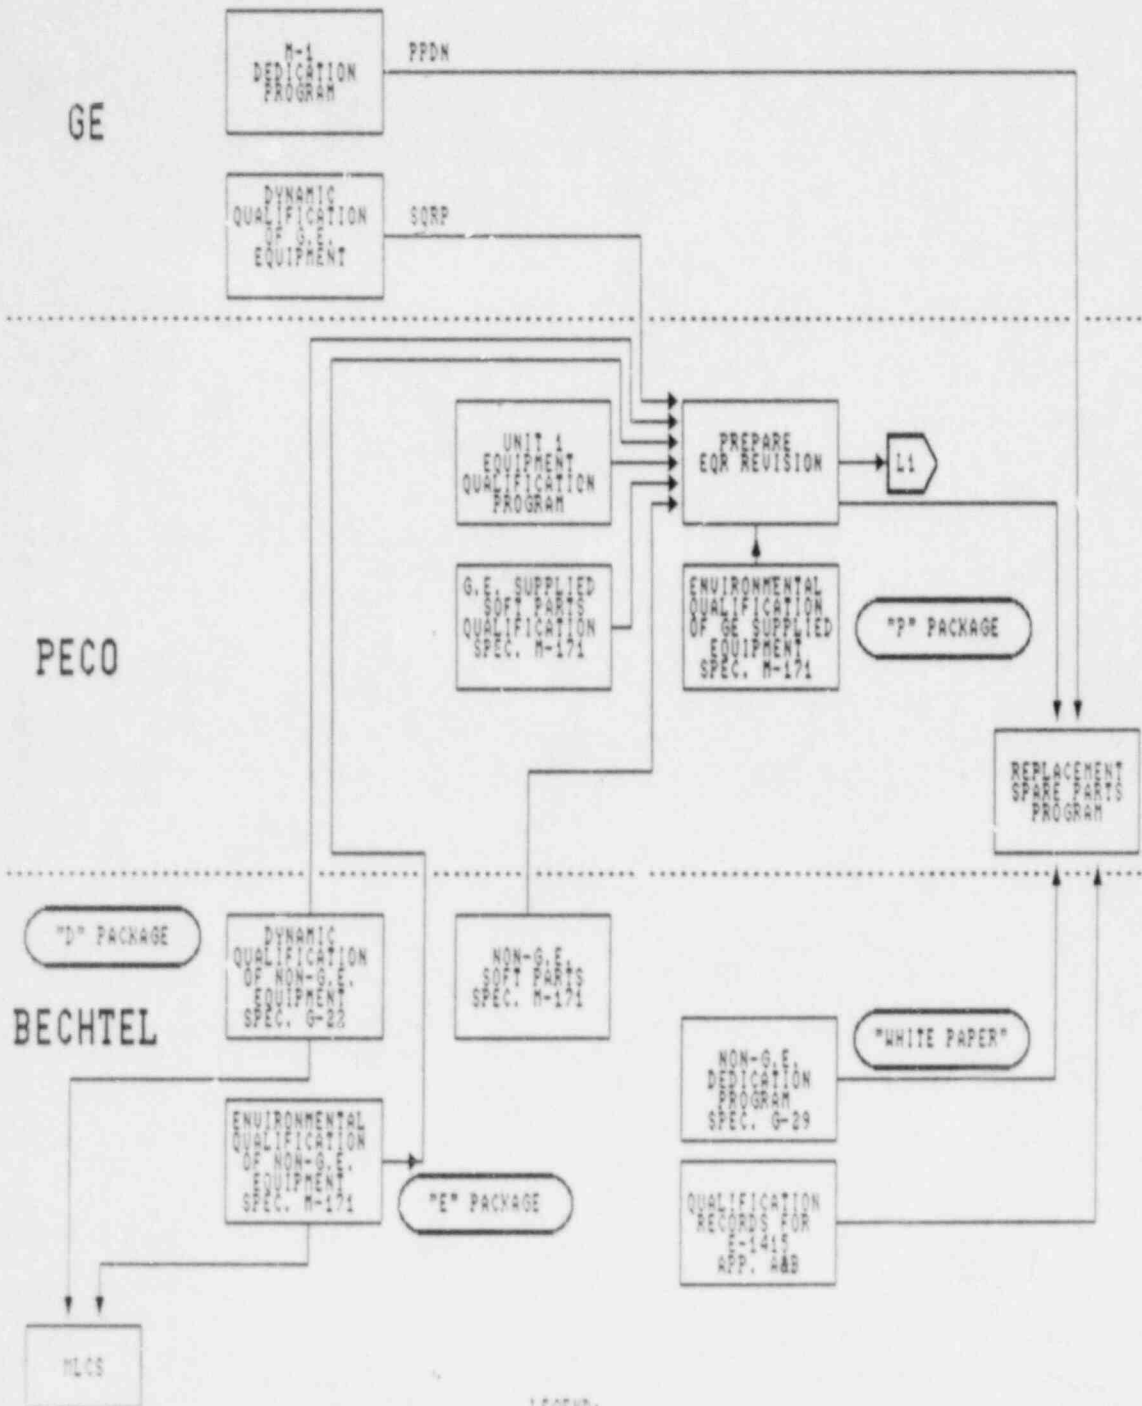 GE
M-1
DEDICATION
PROGRAM
PPDN
DYNAMIC
QUALIFICATION
OF G.E.
EQUIPMENT
SQRP
PECO
UNIT 1
EQUIPMENT
QUALIFICATION
PROGRAM
PREPARE
EQR REVISION
L1
G.E. SUPPLIED
SOFT PARTS
QUALIFICATION
SPEC. M-171
ENVIRONMENTAL
QUALIFICATION
OF GE SUPPLIED
EQUIPMENT
SPEC. M-171
"P" PACKAGE
REPLACEMENT
SPARE PARTS
PROGRAM
BECHTEL
"D" PACKAGE
DYNAMIC
QUALIFICATION
OF NON-G.E.
EQUIPMENT
SPEC. G-22
NON-G.E.
SOFT PARTS
SPEC. M-171
NON-G.E.
DEDICATION
PROGRAM
SPEC. G-29
"WHITE PAPER"
ENVIRONMENTAL
QUALIFICATION
OF NON-G.E.
EQUIPMENT
SPEC. M-171
"E" PACKAGE
QUALIFICATION
RECORDS FOR
E-1415
APP. A&B
MLCS
LEGEND: